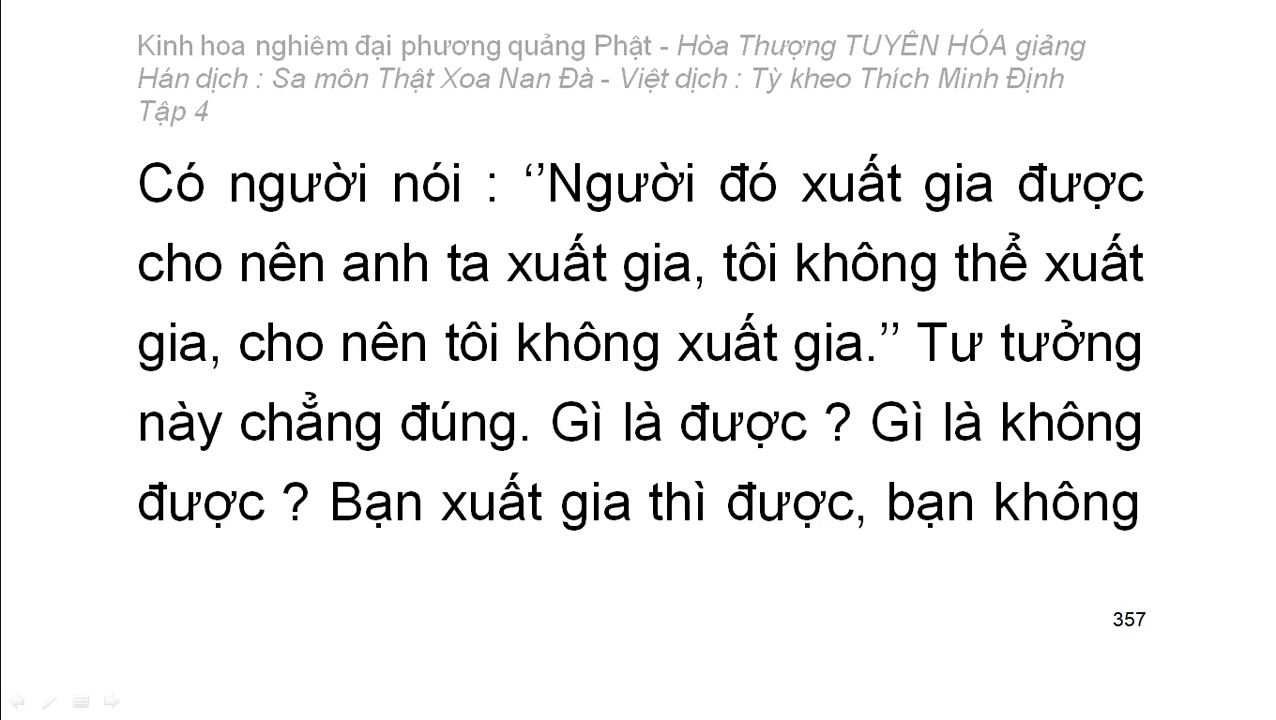 Kinh hoa nghiêm đại phương quảng Phật - Hòa Thượng TUYÊN HÓA giảng
Hán dịch : Sa môn Thật Xoa Nan Đà - Việt dịch : Tỳ kheo Thích Minh Định
Tập 4
Có người nói : ‘’Người đó xuất gia được
cho nên anh ta xuất gia, tôi không thể xuất
gia, cho nên tôi không xuất gia.’’ Tư tưởng
này chẳng đúng. Gì là được ? Gì là không
được ? Bạn xuất gia thì được, bạn không
357